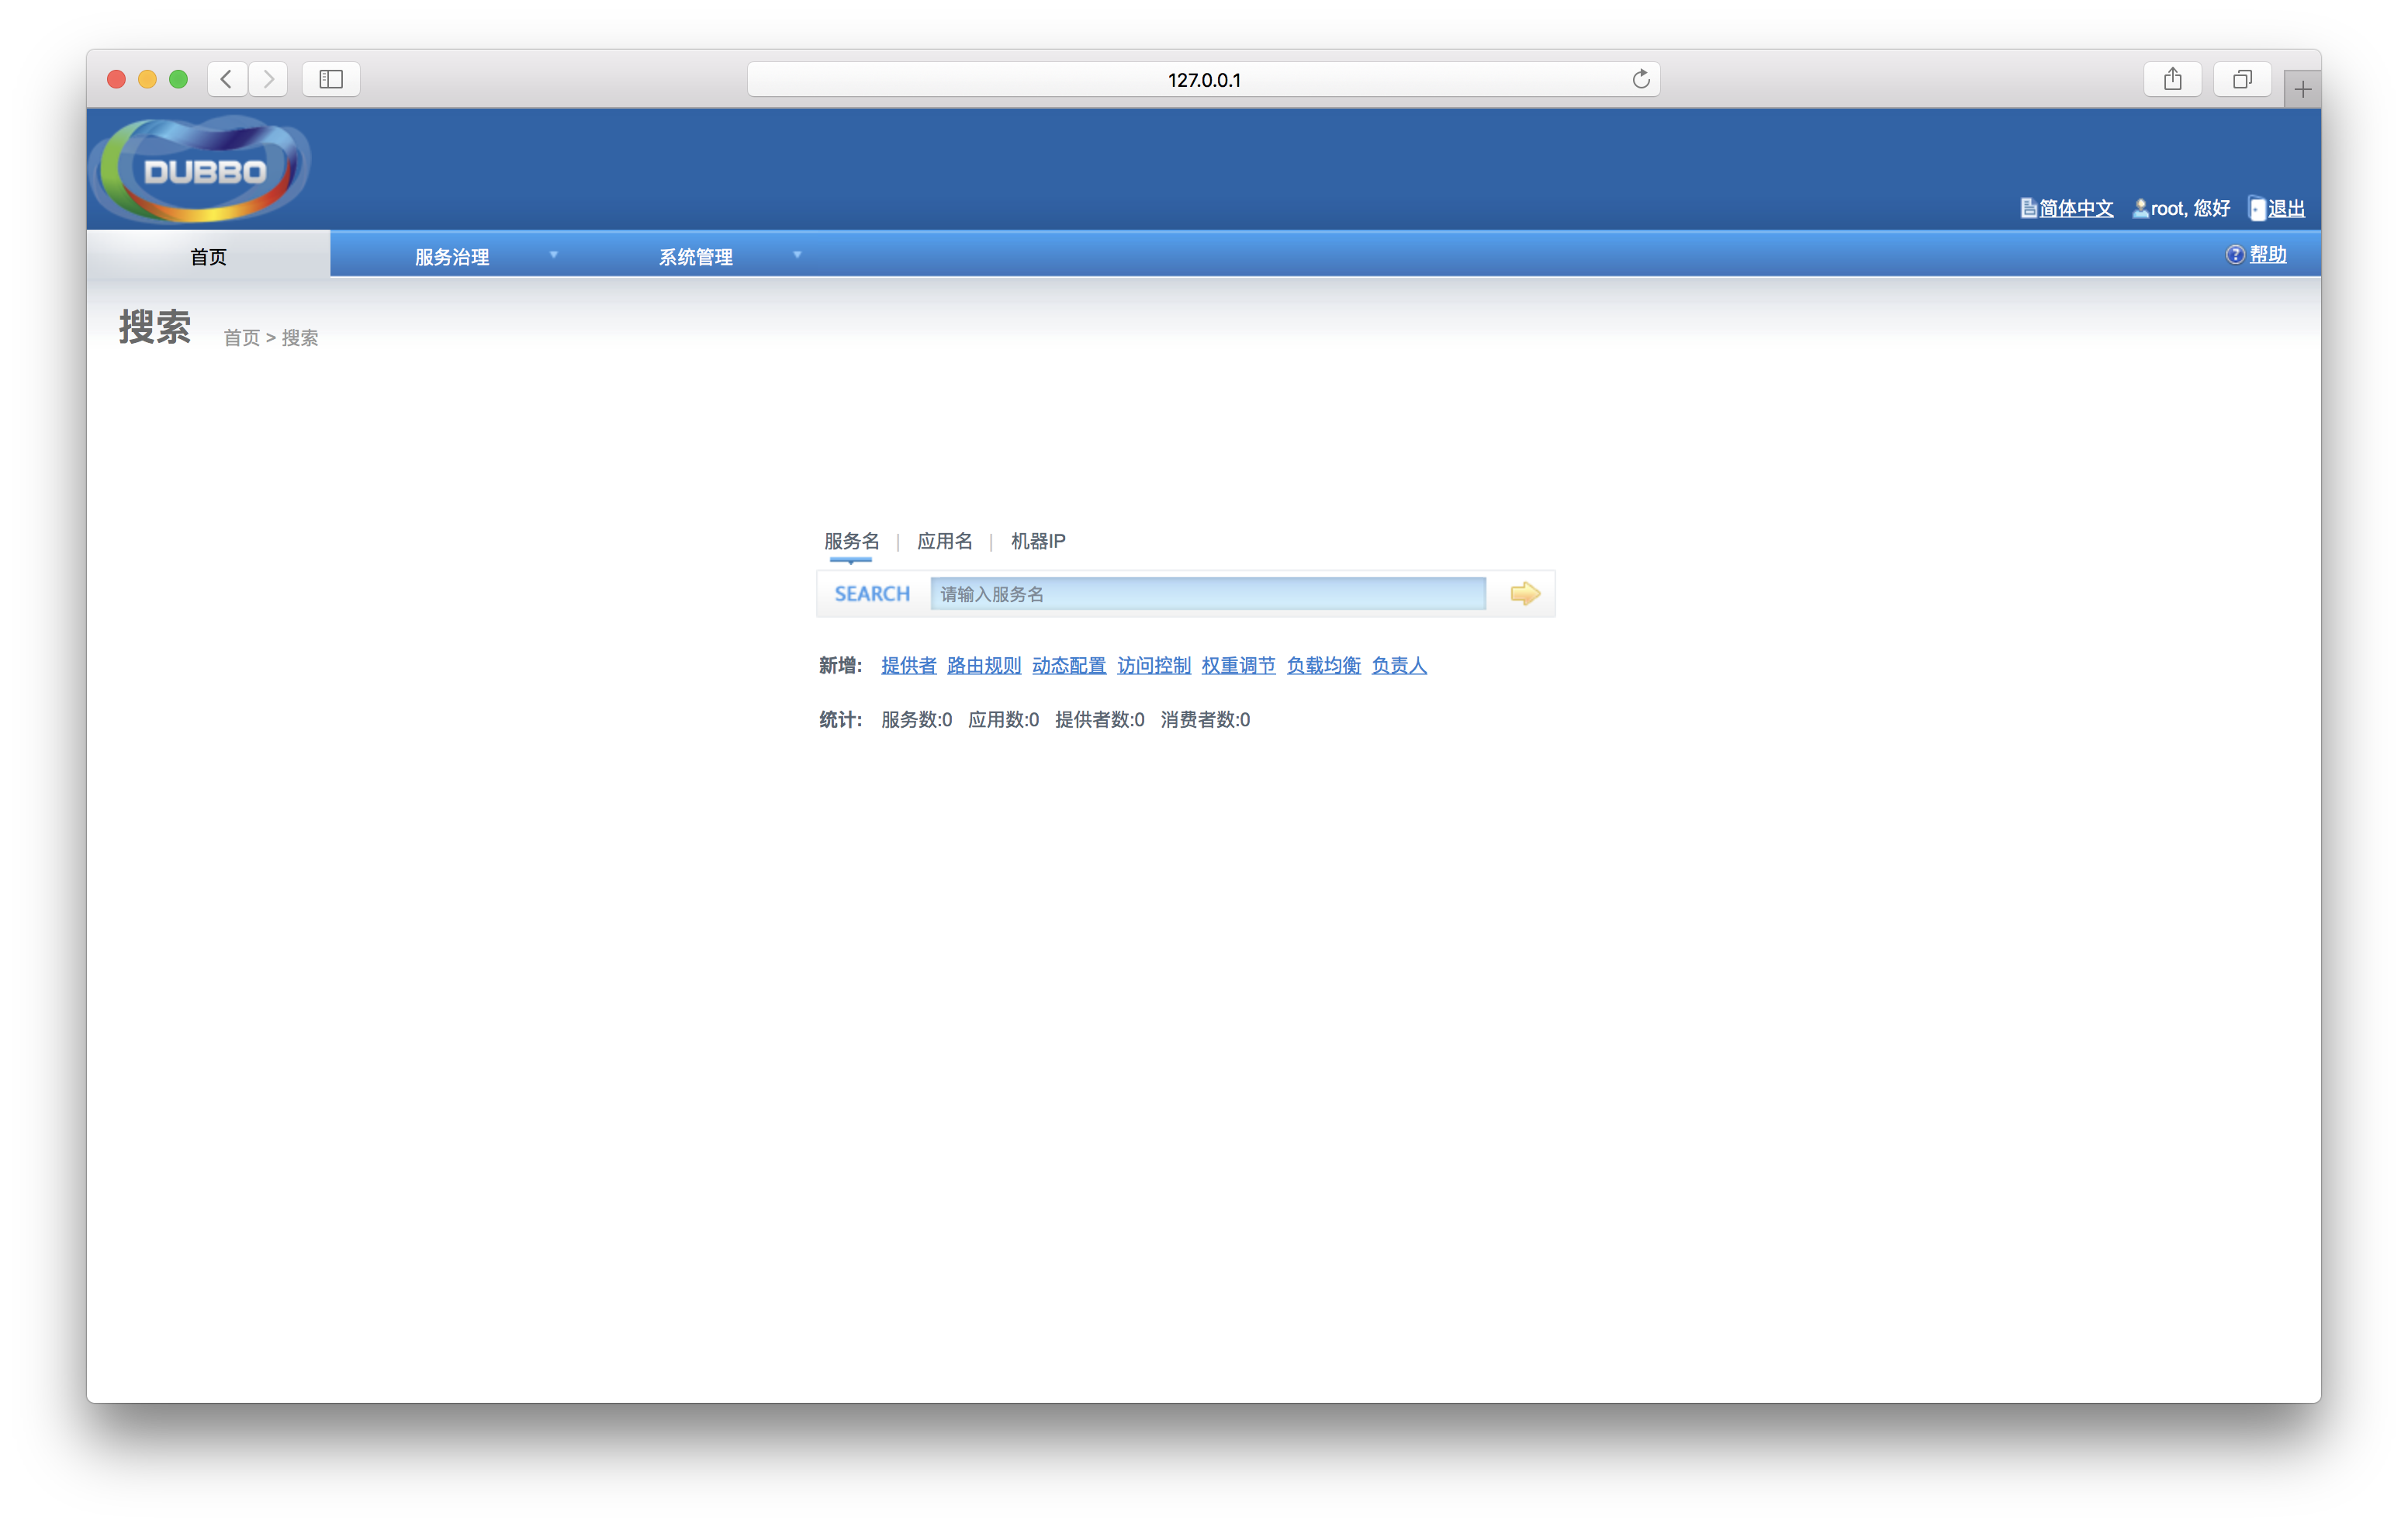 127.0.0.1
DUBBO
简体中文 root, 您好 退出
首页 服务治理 系统管理 帮助
搜索 首页 > 搜索
服务名 | 应用名 | 机器IP
SEARCH 请输入服务名
新增: 提供者 路由规则 动态配置 访问控制 权重调节 负载均衡 负责人
统计: 服务数:0 应用数:0 提供者数:0 消费者数:0